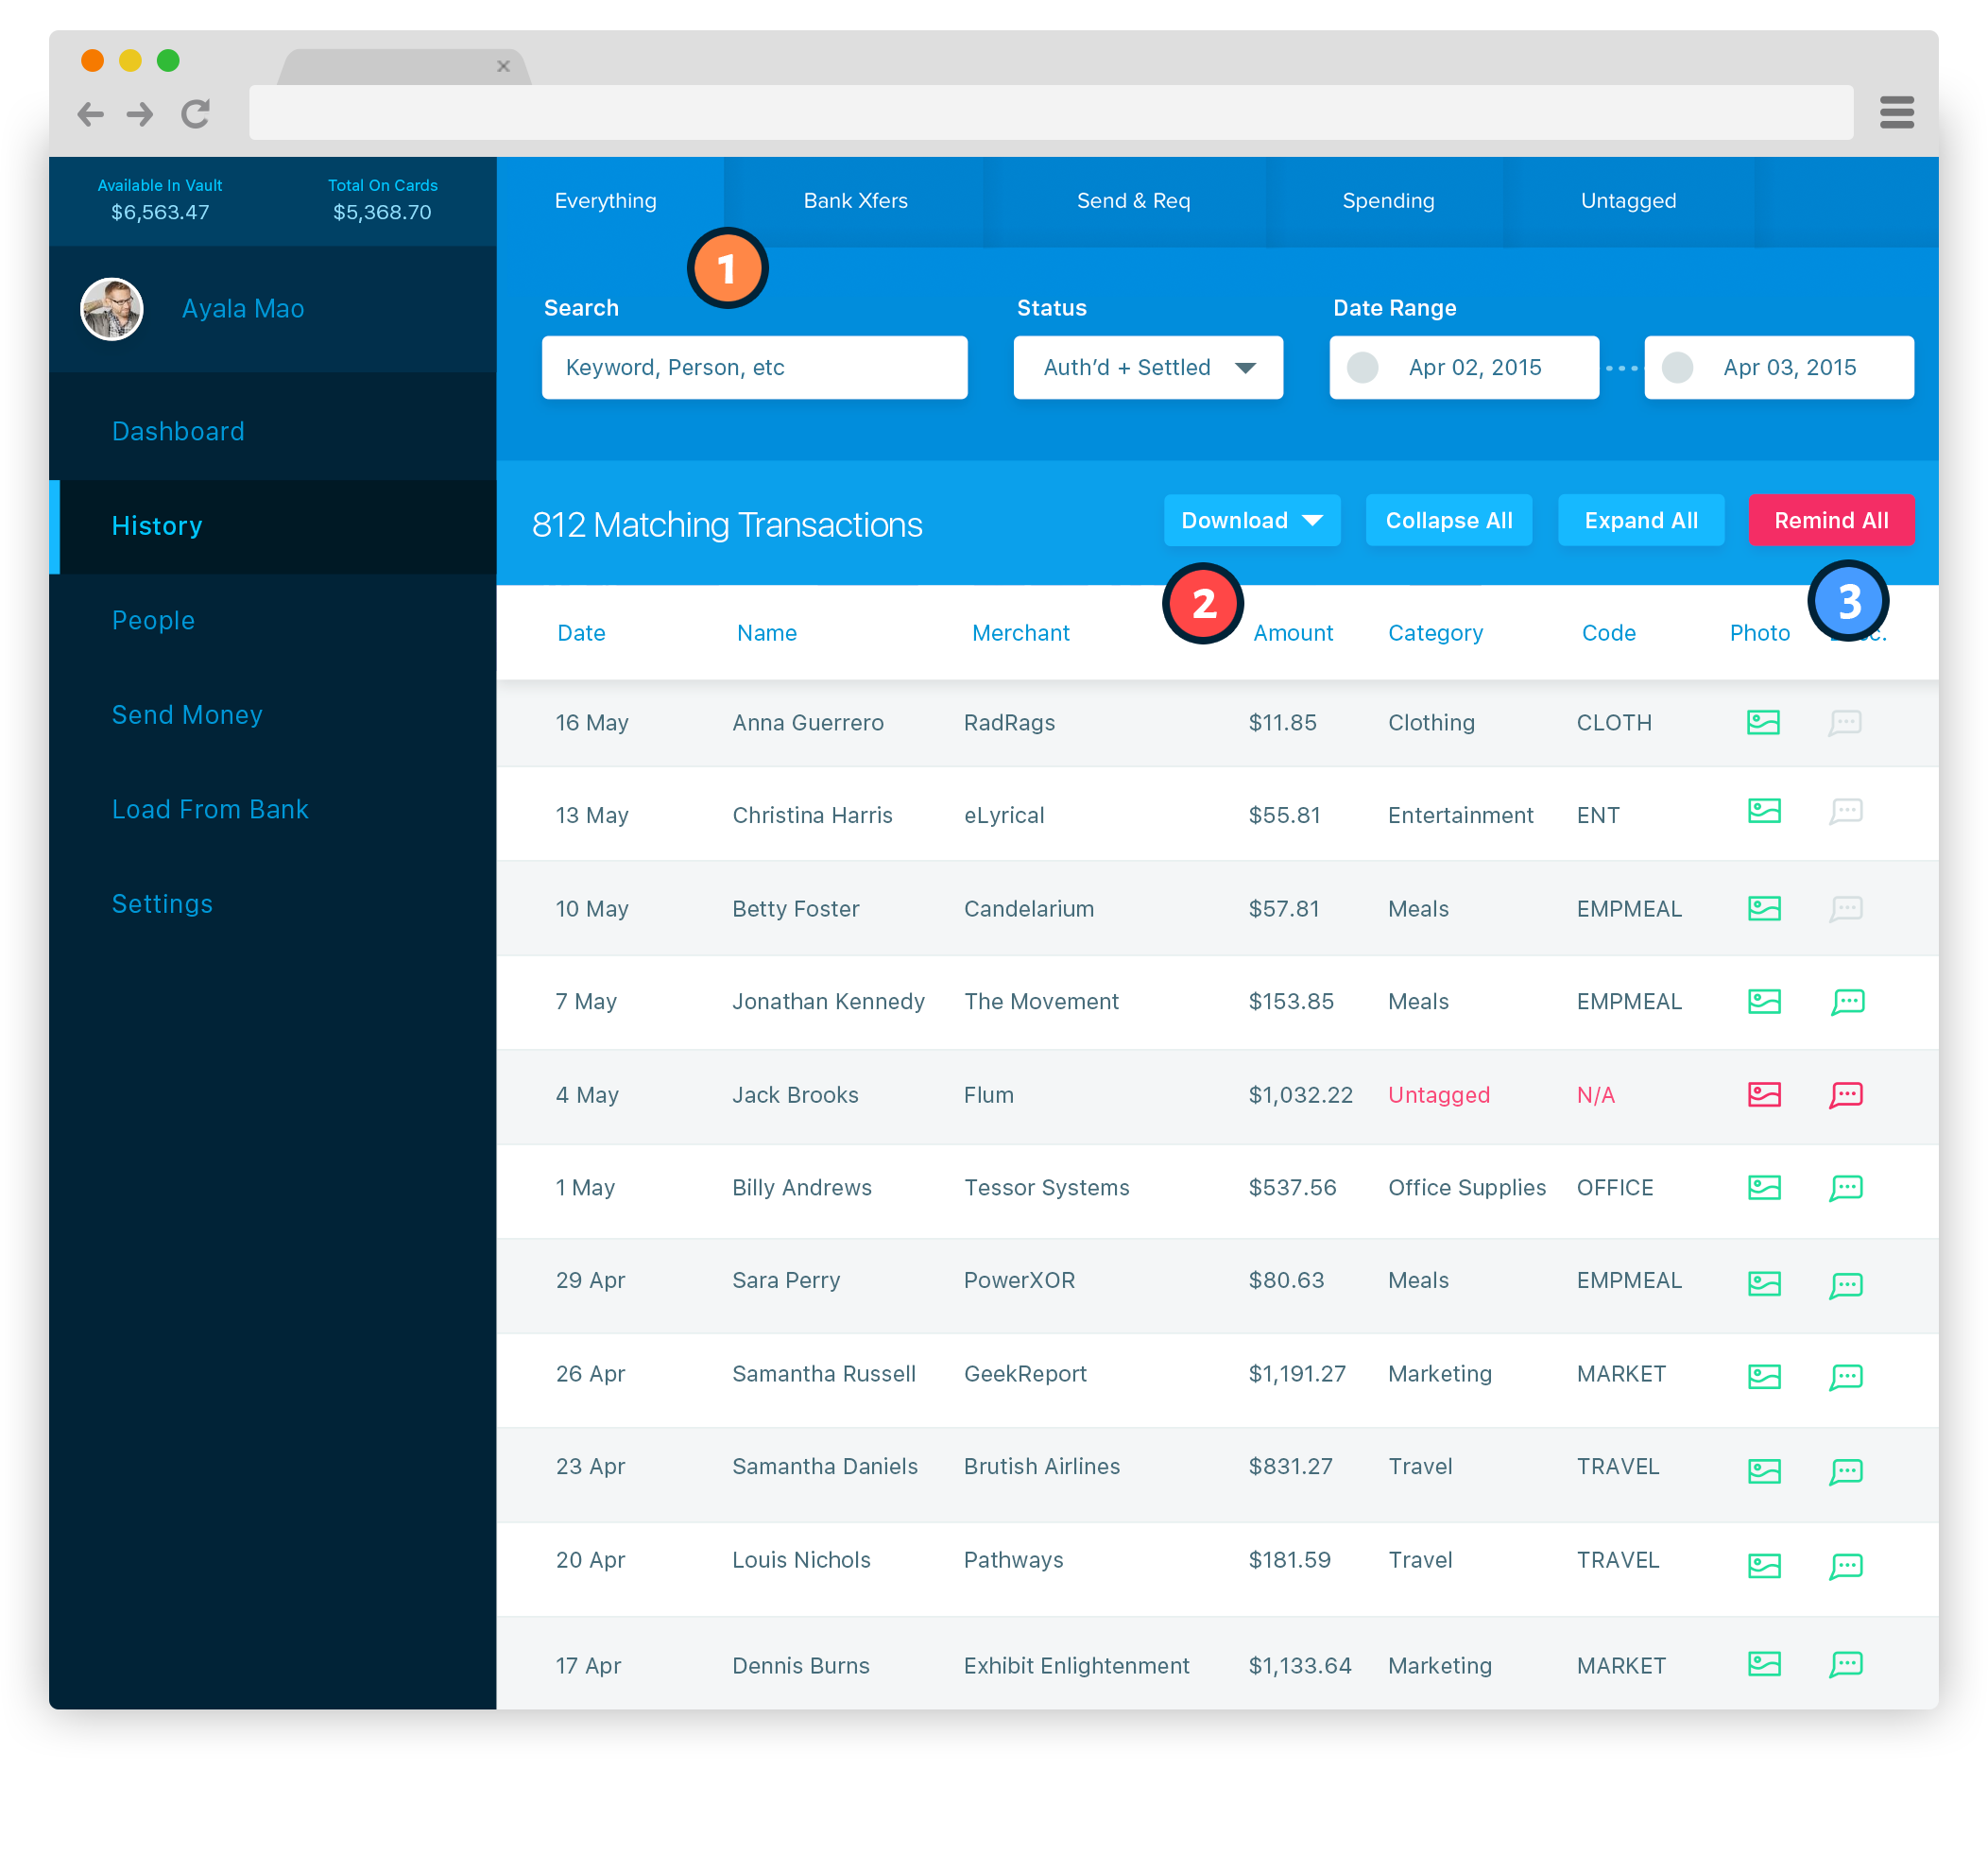 Available In Vault
Total On Cards
$6,563.47
$5,368.70
Ayala Mao
Dashboard
History
People
Send Money
Load From Bank
Settings
Everything
Bank Xfers
Send & Req
Spending
Untagged
1
Search
Status
Date Range
Keyword, Person, etc
Auth’d + Settled
Apr 02, 2015
Apr 03, 2015
812 Matching Transactions
Download
Collapse All
Expand All
Remind All
2
3
Date Name Merchant Amount Category Code Photo
16 May Anna Guerrero RadRags $11.85 Clothing CLOTH
13 May Christina Harris eLyrical $55.81 Entertainment ENT
10 May Betty Foster Candelarium $57.81 Meals EMPMEAL
7 May Jonathan Kennedy The Movement $153.85 Meals EMPMEAL
4 May Jack Brooks Flum $1,032.22 Untagged N/A
1 May Billy Andrews Tessor Systems $537.56 Office Supplies OFFICE
29 Apr Sara Perry PowerXOR $80.63 Meals EMPMEAL
26 Apr Samantha Russell GeekReport $1,191.27 Marketing MARKET
23 Apr Samantha Daniels Brutish Airlines $831.27 Travel TRAVEL
20 Apr Louis Nichols Pathways $181.59 Travel TRAVEL
17 Apr Dennis Burns Exhibit Enlightenment $1,133.64 Marketing MARKET